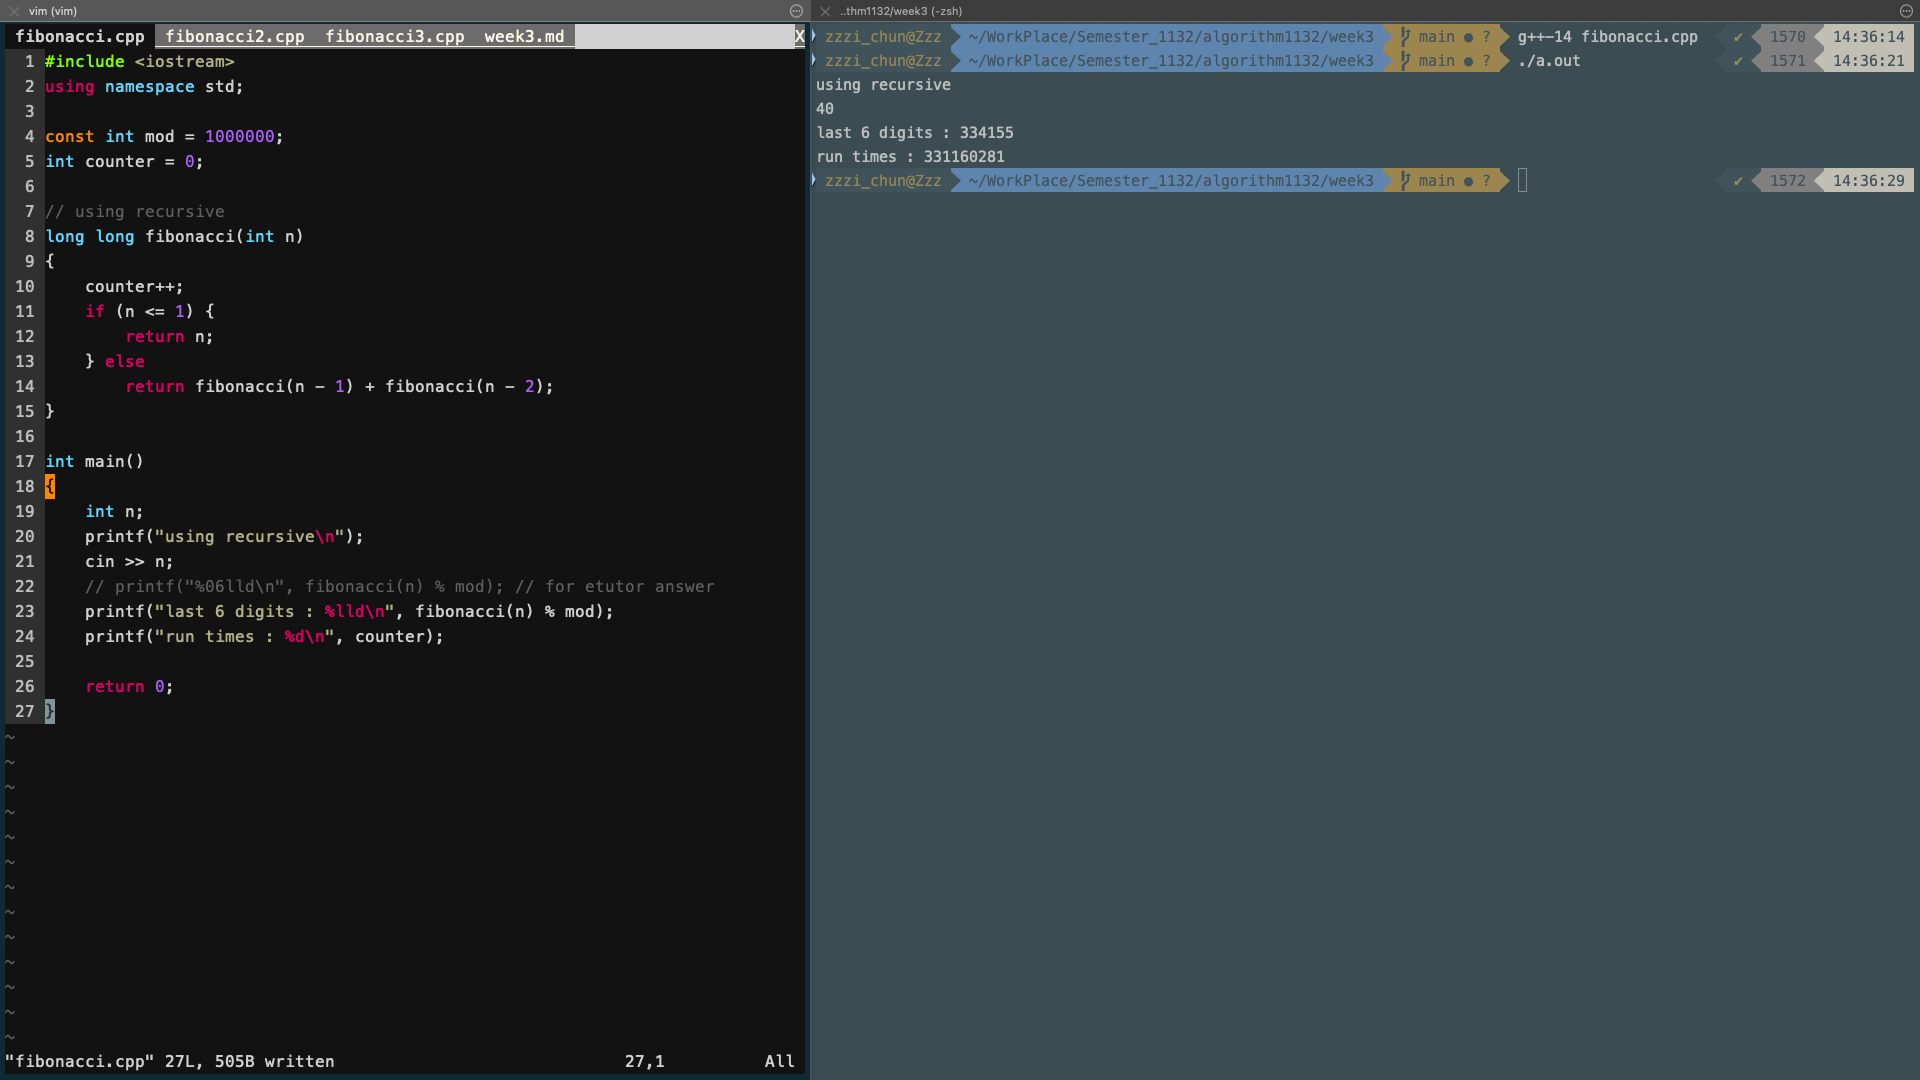 vim (vim)
fibonacci.cpp fibonacci2.cpp fibonacci3.cpp week3.md X
1 #include <iostream>
2 using namespace std;
3
4 const int mod = 1000000;
5 int counter = 0;
6
7 // using recursive
8 long long fibonacci(int n)
9 {
10     counter++;
11     if (n <= 1) {
12         return n;
13     } else
14         return fibonacci(n - 1) + fibonacci(n - 2);
15 }
16
17 int main()
18 {
19     int n;
20     printf("using recursive\n");
21     cin >> n;
22     // printf("%06lld\n", fibonacci(n) % mod); // for etutor answer
23     printf("last 6 digits : %lld\n", fibonacci(n) % mod);
24     printf("run times : %d\n", counter);
25
26     return 0;
27 }
~
~
~
~
~
~
~
~
~
~
~
~
~
"fibonacci.cpp" 27L, 505B written 27,1 All
..thm1132/week3 (-zsh)
zzzi_chun@Zzz ~/WorkPlace/Semester_1132/algorithm1132/week3 main ● ? g++-14 fibonacci.cpp ✔ 1570 14:36:14
zzzi_chun@Zzz ~/WorkPlace/Semester_1132/algorithm1132/week3 main ● ? ./a.out ✔ 1571 14:36:21
using recursive
40
last 6 digits : 334155
run times : 331160281
zzzi_chun@Zzz ~/WorkPlace/Semester_1132/algorithm1132/week3 main ● ? ✔ 1572 14:36:29